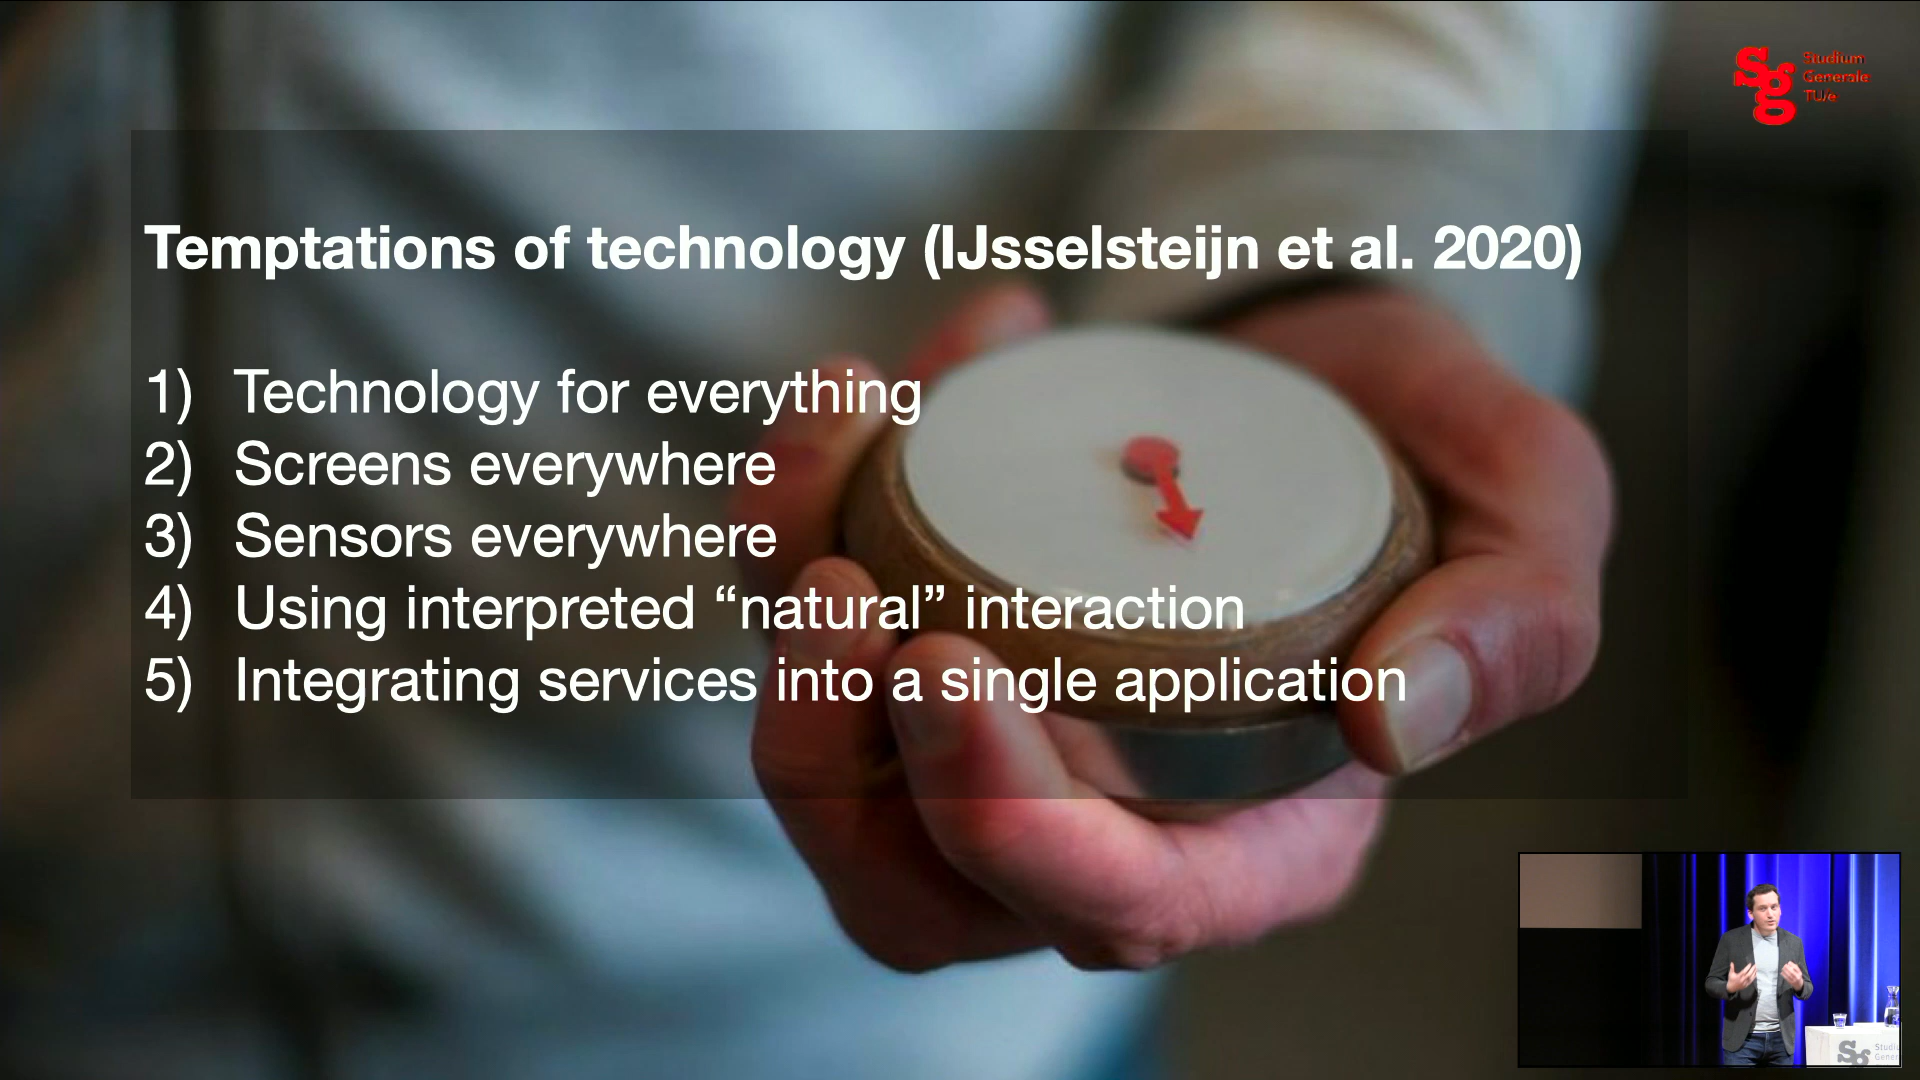 Studium
Generale
TU/e
Temptations of technology (IJsselsteijn et al. 2020)
1) Technology for everything
2) Screens everywhere
3) Sensors everywhere
4) Using interpreted “natural” interaction
5) Integrating services into a single application
Sg